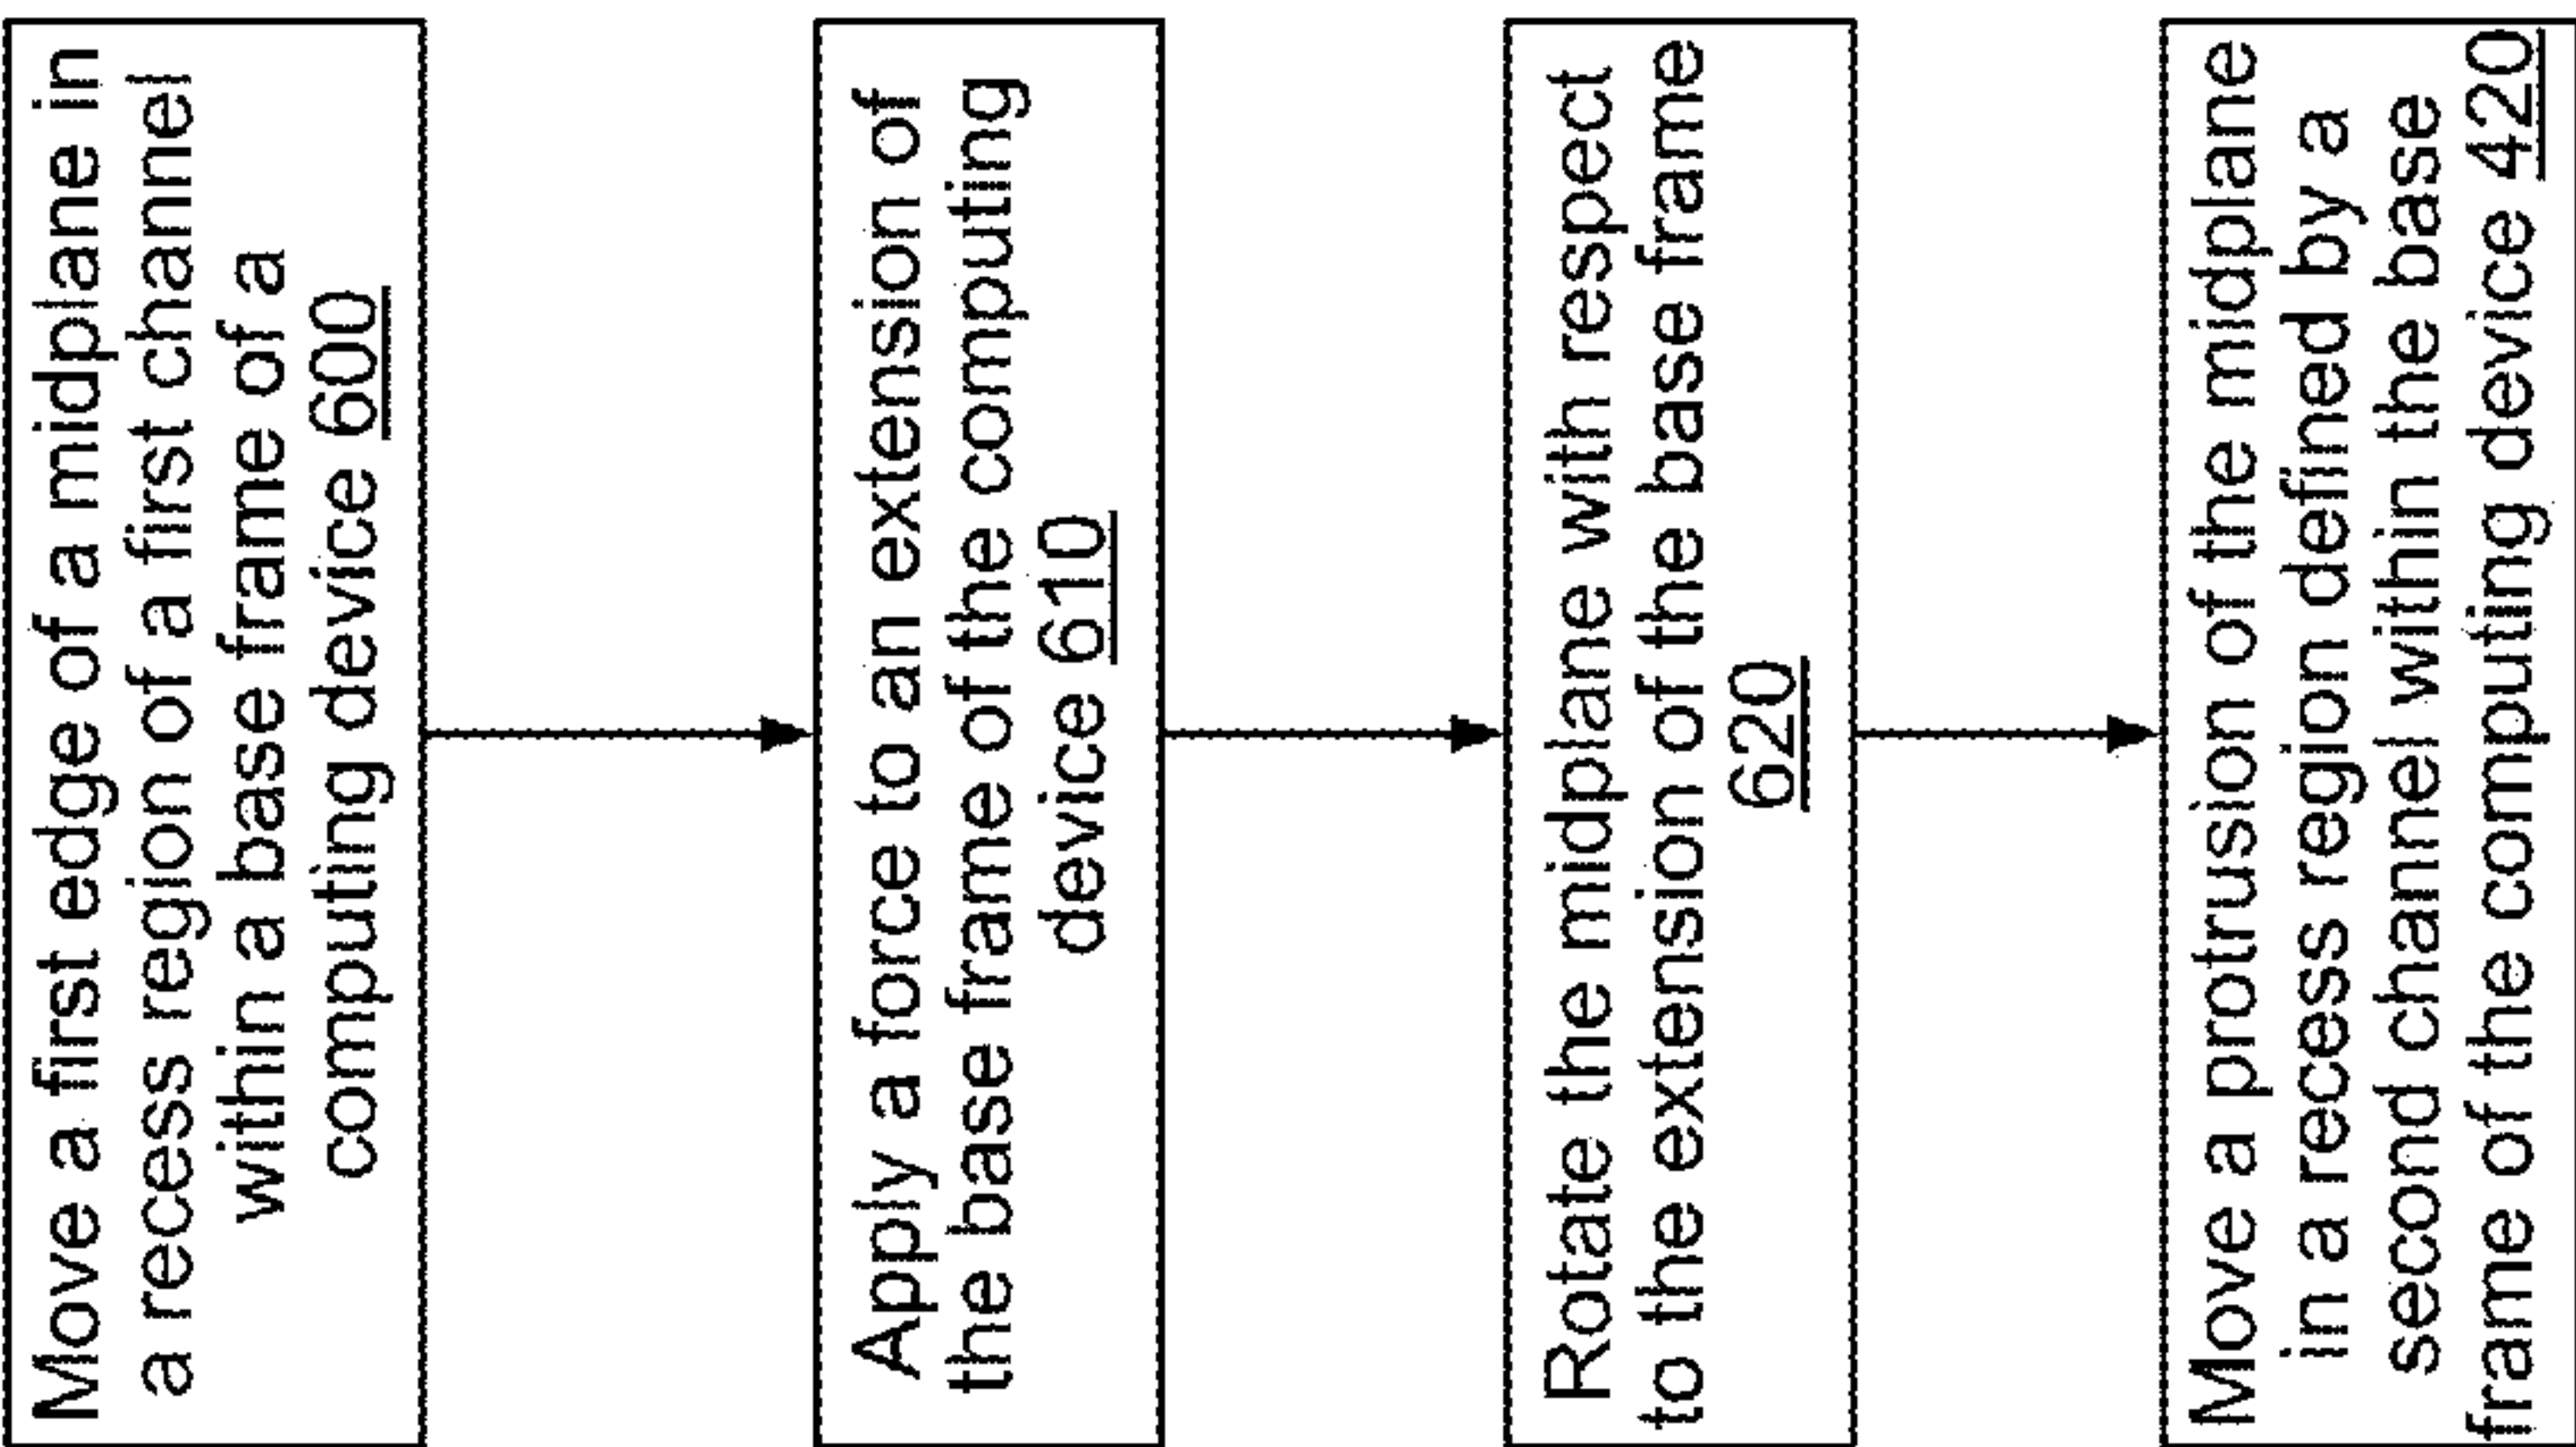 Move a first edge of a midplane in
a recess region of a first channel
within a base frame of a
computing device 600
Apply a force to an extension of
the base frame of the computing
device 610
Rotate the midplane with respect
to the extension of the base frame
620
Move a protrusion of the midplane
in a recess region defined by a
second channel within the base
frame of the computing device 420